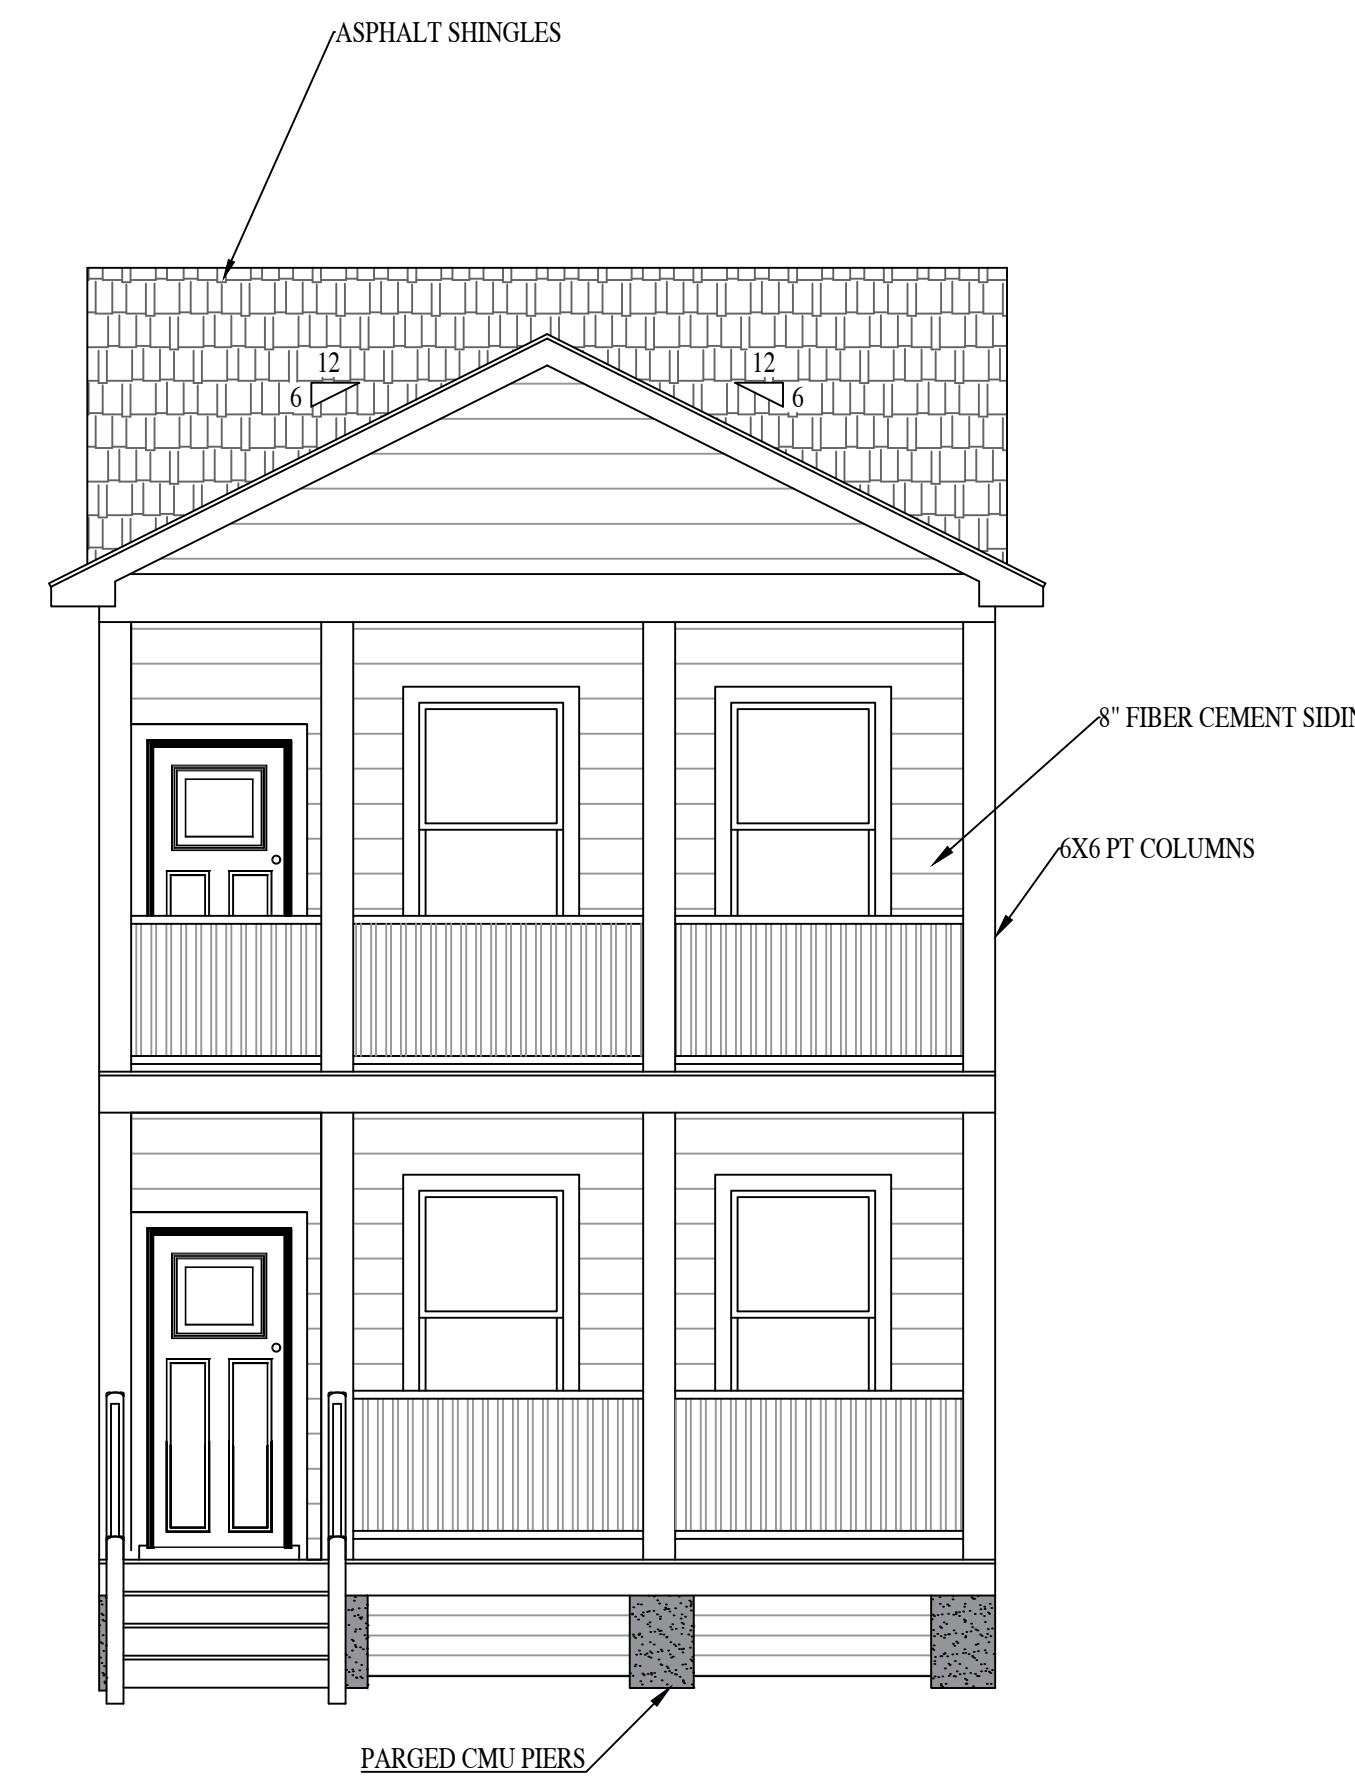 ASPHALT SHINGLES
12
12
6
6
8" FIBER CEMENT SIDIN
6X6 PT COLUMNS
PARGED CMU PIERS